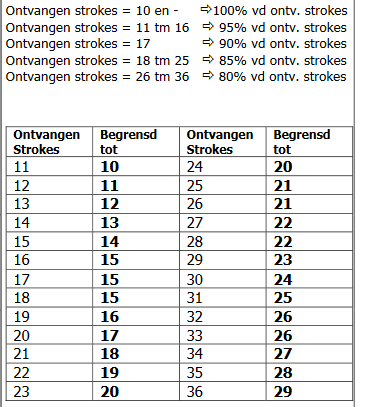 Ontvangen strokes = 10 en - ⇨100% vd ontv. strokes
Ontvangen strokes = 11 tm 16 ⇨ 95% vd ontv. strokes
Ontvangen strokes = 17 ⇨ 90% vd ontv. strokes
Ontvangen strokes = 18 tm 25 ⇨ 85% vd ontv. strokes
Ontvangen strokes = 26 tm 36 ⇨ 80% vd ontv. strokes
Ontvangen Strokes Begrensd tot Ontvangen Strokes Begrensd tot
11 10 24 20
12 11 25 21
13 12 26 21
14 13 27 22
15 14 28 22
16 15 29 23
17 15 30 24
18 15 31 25
19 16 32 26
20 17 33 26
21 18 34 27
22 19 35 28
23 20 36 29